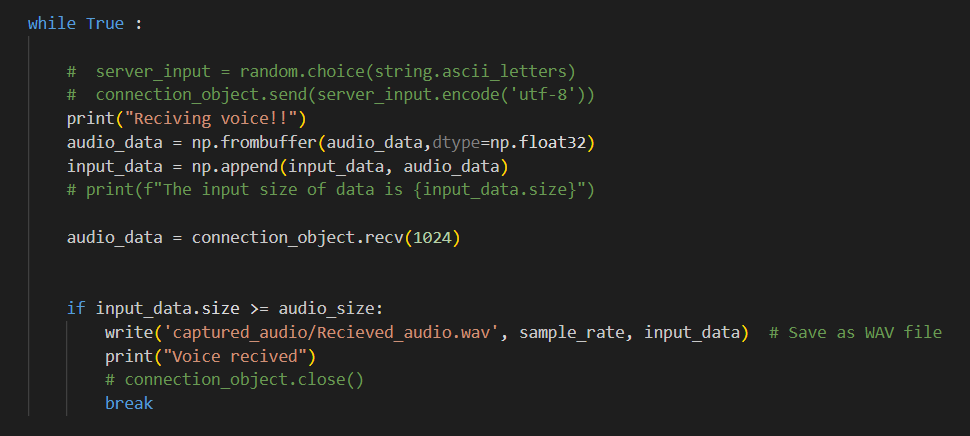 while True :
#  server_input = random.choice(string.ascii_letters)
#  connection_object.send(server_input.encode('utf-8'))
print("Reciving voice!!")
audio_data = np.frombuffer(audio_data,dtype=np.float32)
input_data = np.append(input_data, audio_data)
# print(f"The input size of data is {input_data.size}")
audio_data = connection_object.recv(1024)
if input_data.size >= audio_size:
write('captured_audio/Recieved_audio.wav', sample_rate, input_data)  # Save as WAV file
print("Voice recived")
# connection_object.close()
break